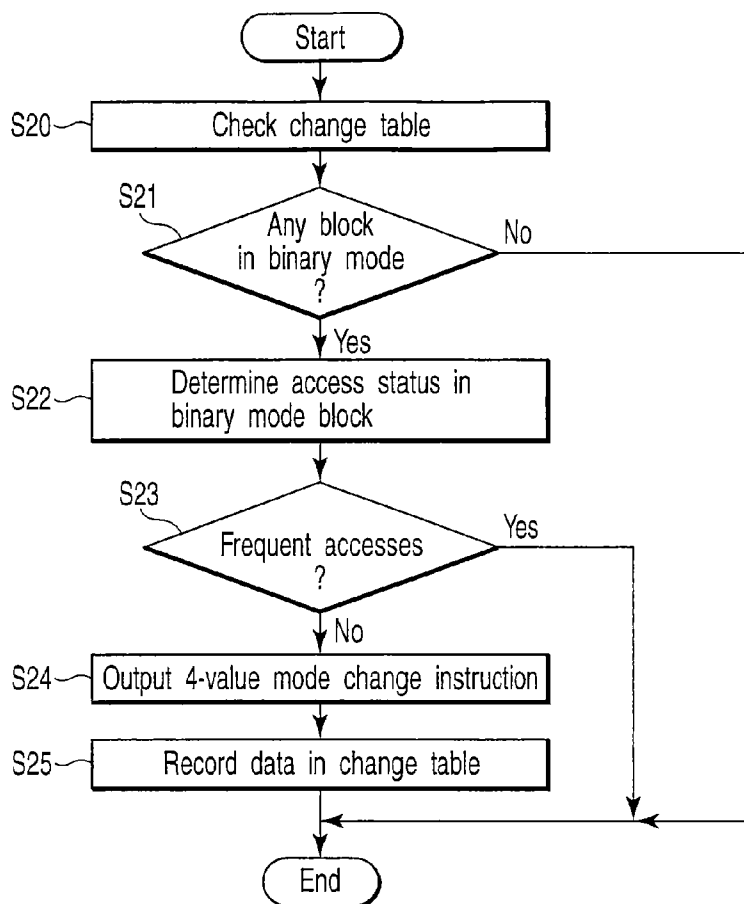 Start
S20
Check change table
S21
Any block
in binary mode
?
No
Yes
S22
Determine access status in
binary mode block
S23
Frequent accesses
?
Yes
No
S24
Output 4-value mode change instruction
S25
Record data in change table
End